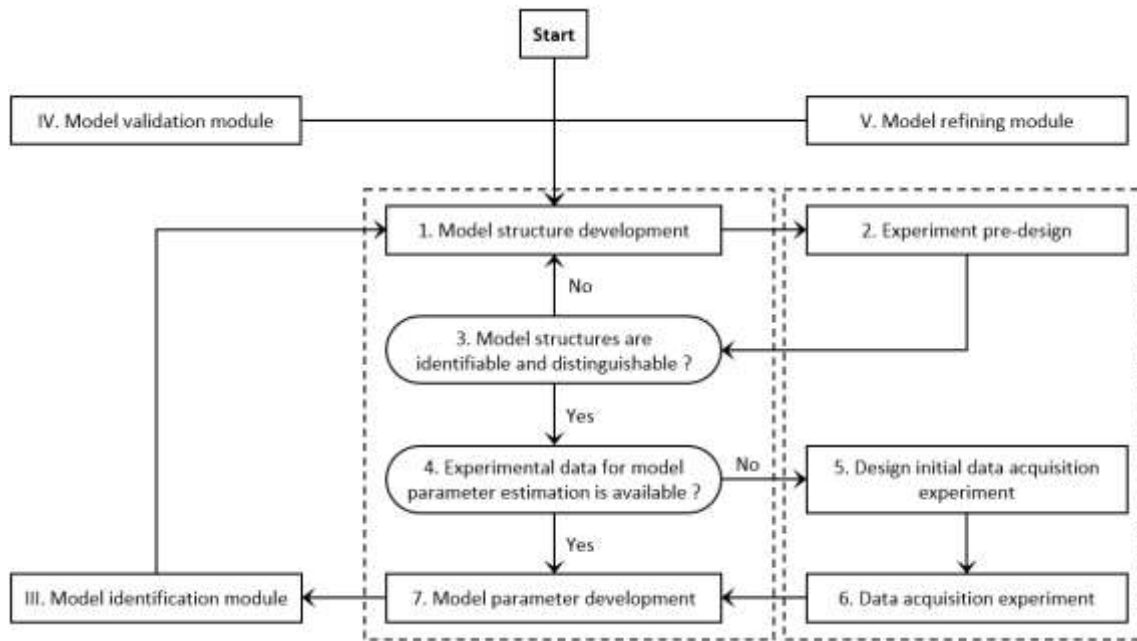 Start
IV. Model validation module
V. Model refining module
1. Model structure development
2. Experiment pre-design
No
3. Model structures are
identifiable and distinguishable ?
Yes
4. Experimental data for model
parameter estimation is available ?
No
5. Design initial data acquisition
experiment
Yes
III. Model identification module
7. Model parameter development
6. Data acquisition experiment